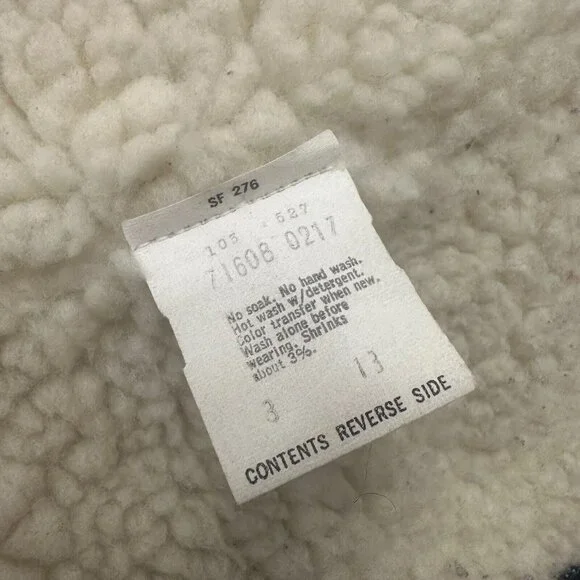 SF 276
105 527
71608 0217
No soak. No hand wash.
Hot wash w/detergent.
Color transfer when new.
Wash alone before
wearing. Shrinks
about 3%.
3 13
CONTENTS REVERSE SIDE